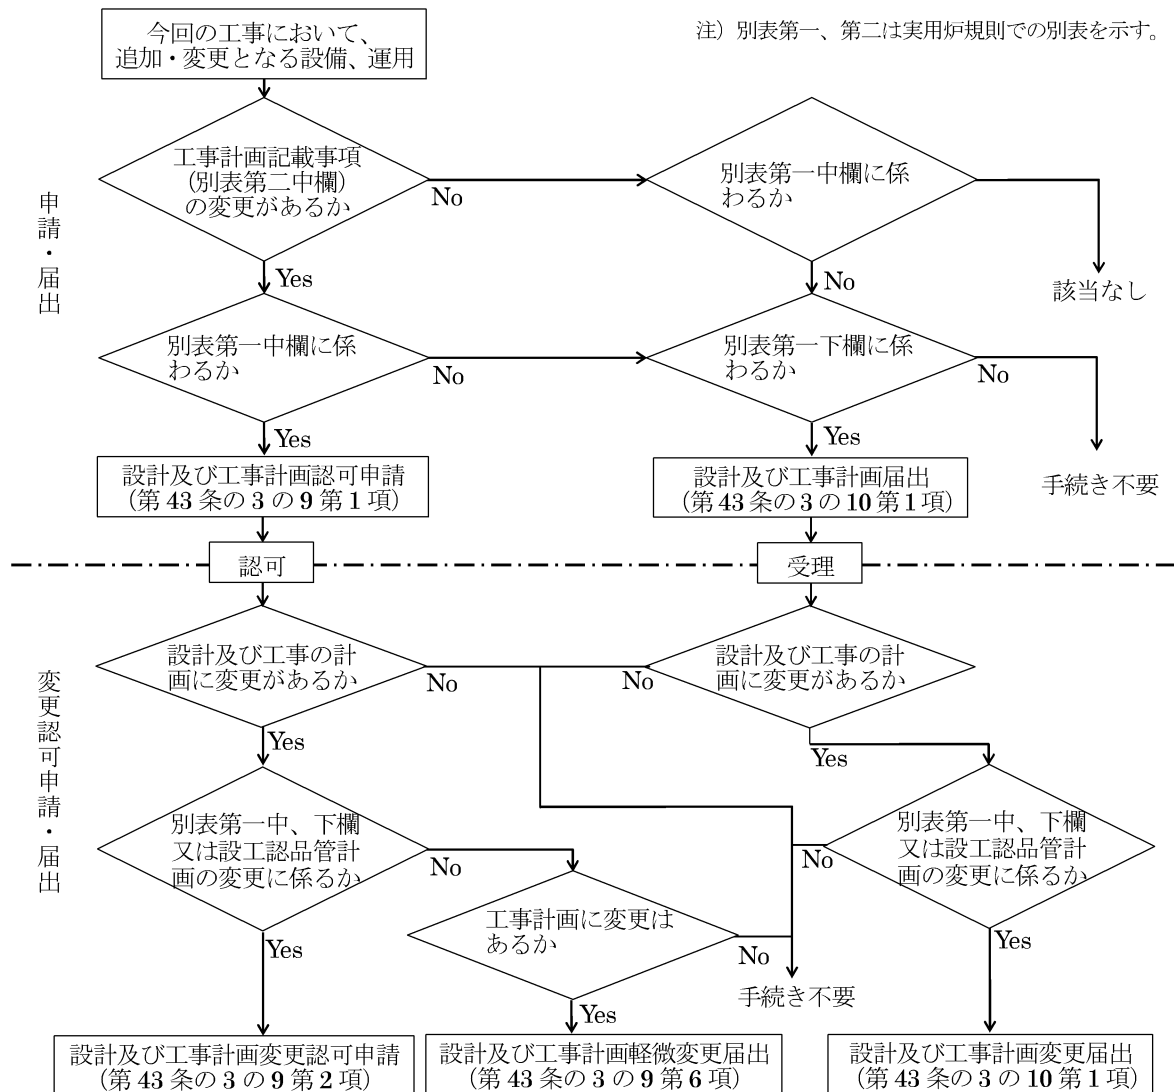 今回の工事において、
追加・変更となる設備、運用
注）別表第一、第二は実用炉規則での別表を示す。
申請・届出
工事計画記載事項
(別表第二中欄)
の変更があるか
No
別表第一中欄に係
わるか
Yes
No
該当なし
別表第一中欄に係
わるか
No
別表第一下欄に係
わるか
No
Yes
Yes
設計及び工事計画認可申請
(第 43 条の 3 の 9 第 1 項)
設計及び工事計画届出
(第 43 条の 3 の 10 第 1 項)
手続き不要
認可
受理
変更認可申請・届出
設計及び工事の計
画に変更があるか
No
No
設計及び工事の計
画に変更があるか
Yes
Yes
別表第一中、下欄
又は設工認品管計
画の変更に係るか
No
工事計画に変更は
あるか
No
No
別表第一中、下欄
又は設工認品管計
画の変更に係るか
Yes
Yes
Yes
手続き不要
設計及び工事計画変更認可申請
(第 43 条の 3 の 9 第 2 項)
設計及び工事計画軽微変更届出
(第 43 条の 3 の 9 第 6 項)
設計及び工事計画変更届出
(第 43 条の 3 の 10 第 1 項)